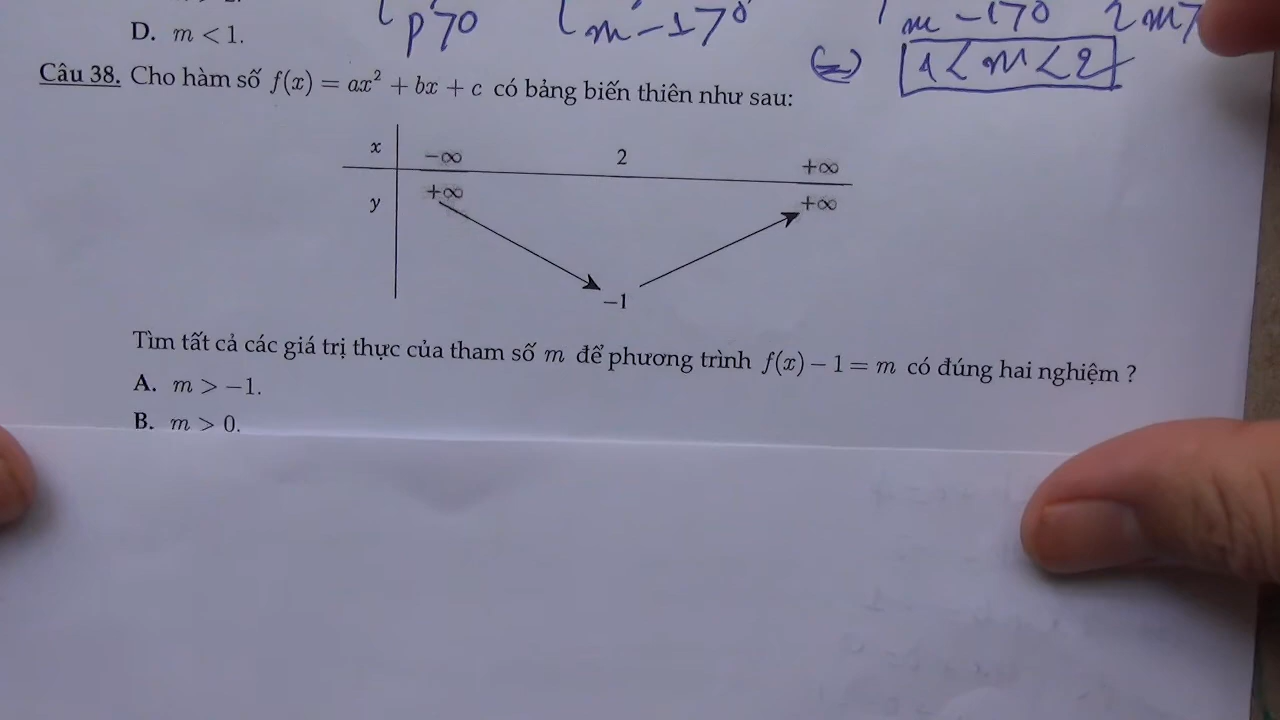 D. m < 1.
p>0
m-1>0
m-1>0
2m>
1<m<2
Câu 38. Cho hàm số f(x) = ax² + bx + c có bảng biến thiên như sau:
x −∞ 2 +∞
y +∞ −1 +∞
Tìm tất cả các giá trị thực của tham số m để phương trình f(x) − 1 = m có đúng hai nghiệm ?
A. m > −1.
B. m > 0.